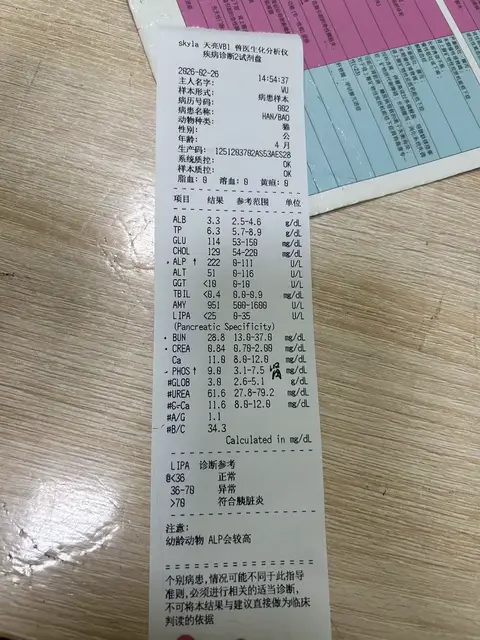 skyla 天亮VB1 兽医生化分析仪
疾病诊断2试剂盘
2026-02-26 14:54:37
主人名字: WU
样本形式: 病患样本
病历号码: 002
病患名称: HAN/BAO
动物种类: 猫
性别: 公
年龄: 4 月
生产码: 1251203702AS53AES28
系统质控: OK
样本质控: OK
脂血: 0 溶血: 0 黄疸: 0
项目 结果 参考范围 单位
ALB 3.3 2.5-4.6 g/dL
TP 6.3 5.7-8.9 g/dL
GLU 114 53-150 mg/dL
CHOL 129 54-220 mg/dL
ALP ↑ 222 0-111 U/L
ALT 51 0-116 U/L
GGT <10 0-10 U/L
TBIL <0.4 0.0-0.9 mg/dL
AMY 951 500-1600 U/L
LIPA <25 0-35 U/L
(Pancreatic Specificity)
BUN 28.8 13.0-37.0 mg/dL
CREA 0.84 0.70-2.00 mg/dL
Ca 11.0 8.0-12.0 mg/dL
PHOS ↑ 9.0 3.1-7.5 mg/dL
肾
#GLOB 3.0 2.6-5.1 g/dL
#UREA 61.6 27.8-79.2 mg/dL
#C-Ca 11.6 8.0-12.0 mg/dL
#A/G 1.1
#B/C 34.3
Calculated in mg/dL
LIPA 诊断参考
0<36 正常
36-70 异常
>70 符合胰脏炎
注意:
幼龄动物 ALP会较高
个别病患,情况可能不同于此指导
准则,必须进行相关的适当诊断,
不可将本结果与建议直接做为临床
判读的依据